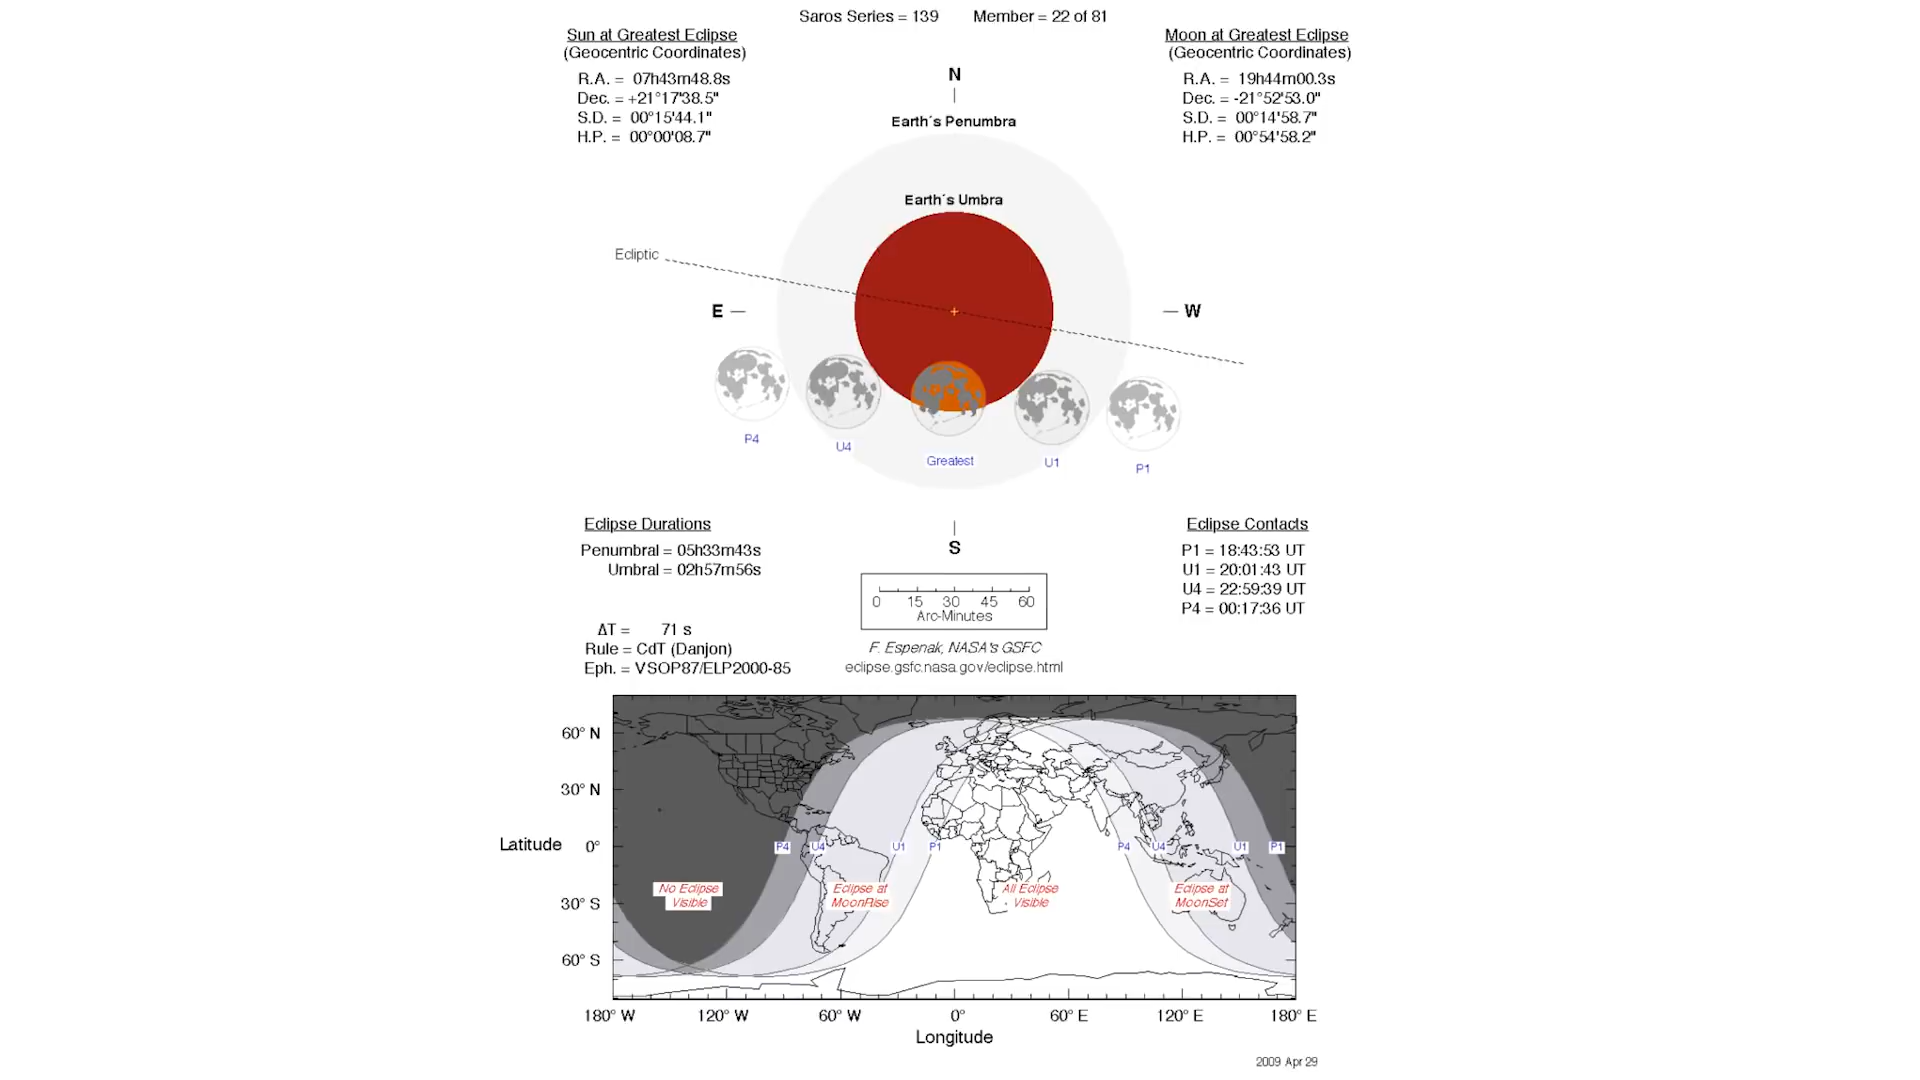 Saros Series = 139 Member = 22 of 81
Sun at Greatest Eclipse
(Geocentric Coordinates)
R.A. = 07h43m48.8s
Dec. = +21°17'38.5"
S.D. = 00°15'44.1"
H.P. = 00°00'08.7"
Moon at Greatest Eclipse
(Geocentric Coordinates)
R.A. = 19h44m00.3s
Dec. = -21°52'53.0"
S.D. = 00°14'58.7"
H.P. = 00°54'58.2"
N
Earth´s Penumbra
Earth´s Umbra
Ecliptic
E
W
P4
U4
Greatest
U1
P1
S
Eclipse Durations
Penumbral = 05h33m43s
Umbral = 02h57m56s
Eclipse Contacts
P1 = 18:43:53 UT
U1 = 20:01:43 UT
U4 = 22:59:39 UT
P4 = 00:17:36 UT
0 15 30 45 60
Arc-Minutes
ΔT = 71 s
Rule = CdT (Danjon)
Eph. = VSOP87/ELP2000-85
F. Espenak, NASA's GSFC
eclipse.gsfc.nasa.gov/eclipse.html
60° N
30° N
Latitude
0°
30° S
60° S
P4 U4 U1 P1 P4 U4 U1 P1
No Eclipse
Visible
Eclipse at
MoonRise
All Eclipse
Visible
Eclipse at
MoonSet
180° W 120° W 60° W 0° 60° E 120° E 180° E
Longitude
2009 Apr 29